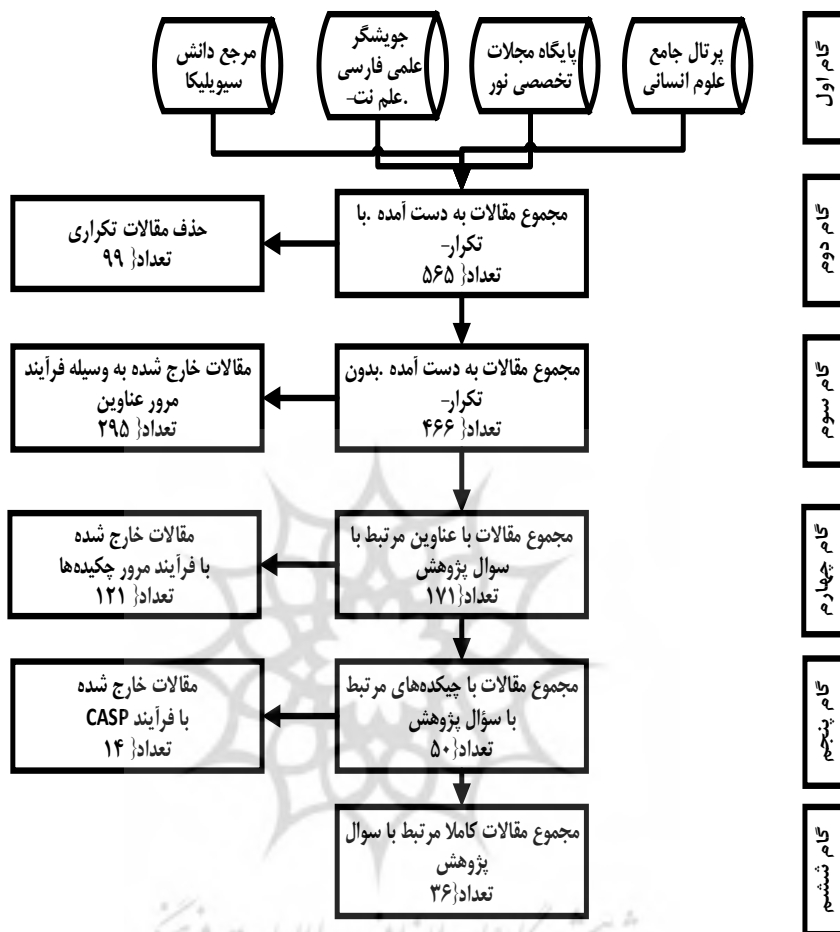 پرتال جامع
علوم انسانی
پایگاه مجلات
تخصصی نور
جویشگر
علمی فارسی
.علم نت-
مرجع دانش
سیویلیکا
گام اول
مجموع مقالات به دست آمده .با
تکرار-
تعداد{ ۵۶۵
حذف مقالات تکراری
تعداد{ ۹۹
گام دوم
مجموع مقالات به دست آمده .بدون
تکرار-
تعداد{ ۴۶۶
مقالات خارج شده به وسیله فرآیند
مرور عناوین
تعداد{ ۲۹۵
گام سوم
مجموع مقالات با عناوین مرتبط با
سوال پژوهش
تعداد{۱۷۱
مقالات خارج شده
با فرآیند مرور چکیده‌ها
تعداد{ ۱۲۱
گام چهارم
مجموع مقالات با چیکده‌های مرتبط
با سؤال پژوهش
تعداد{۵۰
مقالات خارج شده
با فرآیند CASP
تعداد{ ۱۴
گام پنجم
مجموع مقالات کاملا مرتبط با سوال
پژوهش
تعداد{۳۶
گام ششم